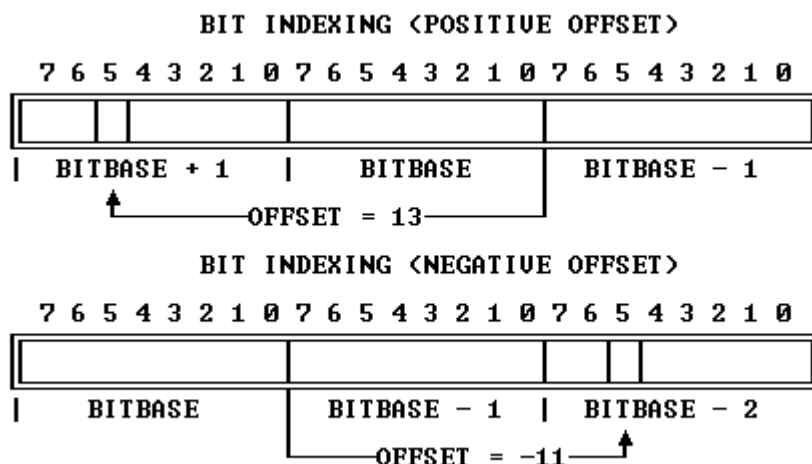 BIT INDEXING (POSITIVE OFFSET)
7 6 5 4 3 2 1 0 7 6 5 4 3 2 1 0 7 6 5 4 3 2 1 0
BITBASE + 1 BITBASE BITBASE - 1
OFFSET = 13
BIT INDEXING (NEGATIVE OFFSET)
7 6 5 4 3 2 1 0 7 6 5 4 3 2 1 0 7 6 5 4 3 2 1 0
BITBASE BITBASE - 1 BITBASE - 2
OFFSET = -11